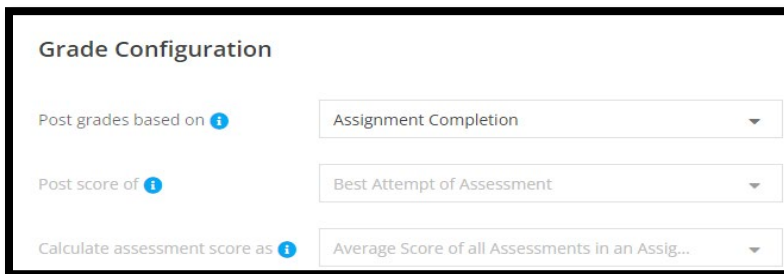 Grade Configuration
Post grades based on Assignment Completion
Post score of Best Attempt of Assessment
Calculate assessment score as Average Score of all Assessments in an Assig...